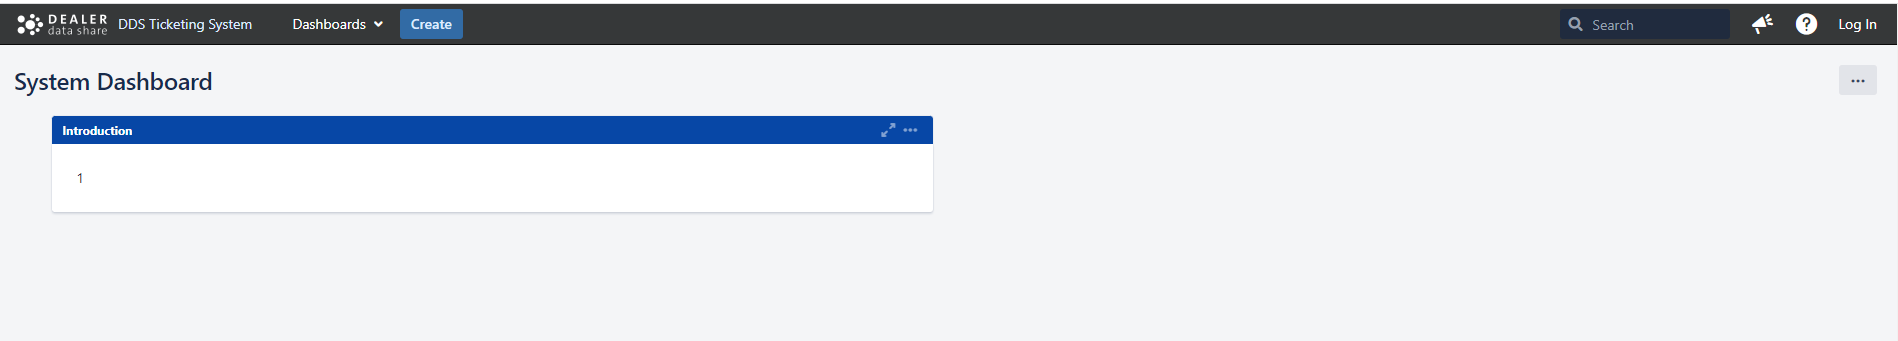 DEALER
data share
DDS Ticketing System
Dashboards
Create
Search
Log In
System Dashboard
Introduction
1